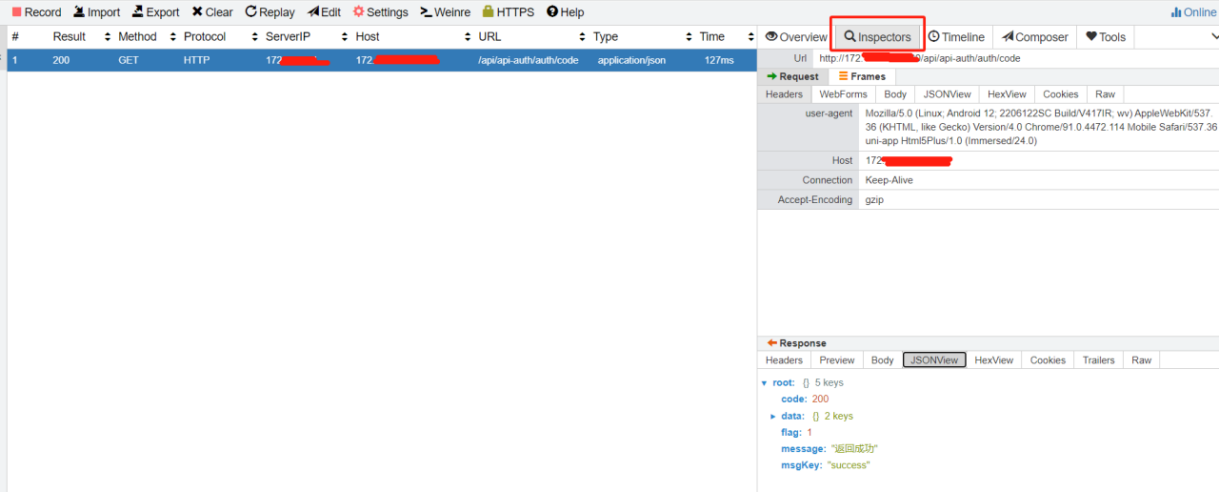 Record Import Export Clear Replay Edit Settings Weinre HTTPS Help Online
# Result Method Protocol ServerIP Host URL Type Time
1 200 GET HTTP 172 172. /api/api-auth/auth/code application/json 127ms
Overview Inspectors Timeline Composer Tools
Url http://172. /api/api-auth/auth/code
Request Frames
Headers WebForms Body JSONView HexView Cookies Raw
user-agent Mozilla/5.0 (Linux; Android 12; 2206122SC Build/V417IR; wv) AppleWebKit/537.
36 (KHTML, like Gecko) Version/4.0 Chrome/91.0.4472.114 Mobile Safari/537.36
uni-app Html5Plus/1.0 (Immersed/24.0)
Host 172.
Connection Keep-Alive
Accept-Encoding gzip
Response
Headers Preview Body JSONView HexView Cookies Trailers Raw
root: {} 5 keys
code: 200
data: {} 2 keys
flag: 1
message: "返回成功"
msgKey: "success"